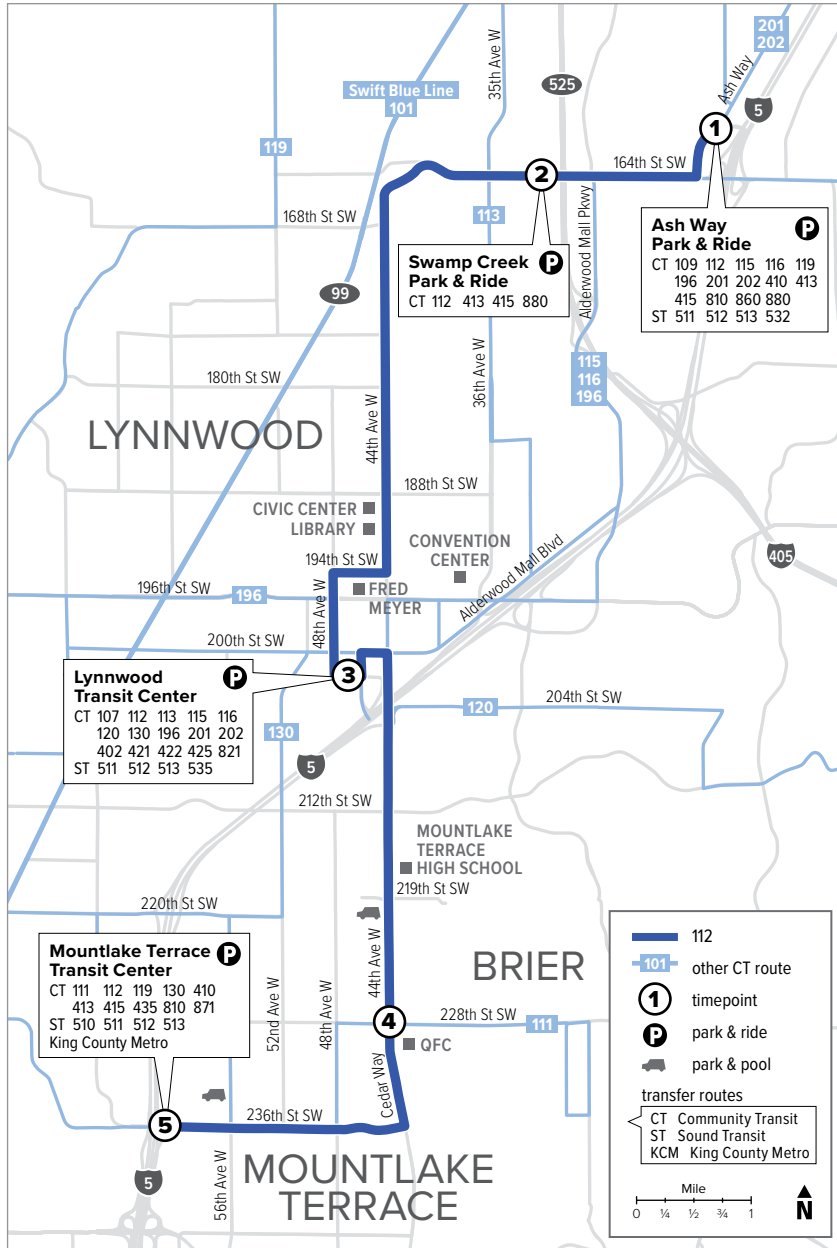 201
202
Swift Blue Line
101
35th Ave W
525
Ash Way
5
1
119
2
164th St SW
113
168th St SW
Alderwood Mall Pkwy
Ash Way
Park & Ride
P
CT 109 112 115 116 119
196 201 202 410 413
415 810 860 880
ST 511 512 513 532
Swamp Creek
Park & Ride
P
CT 112 413 415 880
99
36th Ave W
115
116
196
180th St SW
LYNNWOOD
44th Ave W
188th St SW
CIVIC CENTER
LIBRARY
CONVENTION
CENTER
194th St SW
Alderwood Mall Blvd
405
196th St SW
196
48th Ave W
FRED
MEYER
200th St SW
3
Lynnwood
Transit Center
P
CT 107 112 113 115 116
120 130 196 201 202
402 421 422 425 821
ST 511 512 513 535
204th St SW
120
130
5
212th St SW
MOUNTLAKE
TERRACE
HIGH SCHOOL
219th St SW
220th St SW
44th Ave W
BRIER
Mountlake Terrace
Transit Center
P
CT 111 112 119 130 410
413 415 435 810 871
ST 510 511 512 513
King County Metro
52nd Ave W
48th Ave W
4
228th St SW
111
QFC
Cedar Way
5
236th St SW
56th Ave W
5
MOUNTLAKE
TERRACE
112
101
other CT route
1
timepoint
P
park & ride
park & pool
transfer routes
CT Community Transit
ST Sound Transit
KCM King County Metro
Mile
0 ¼ ½ ¾ 1
N